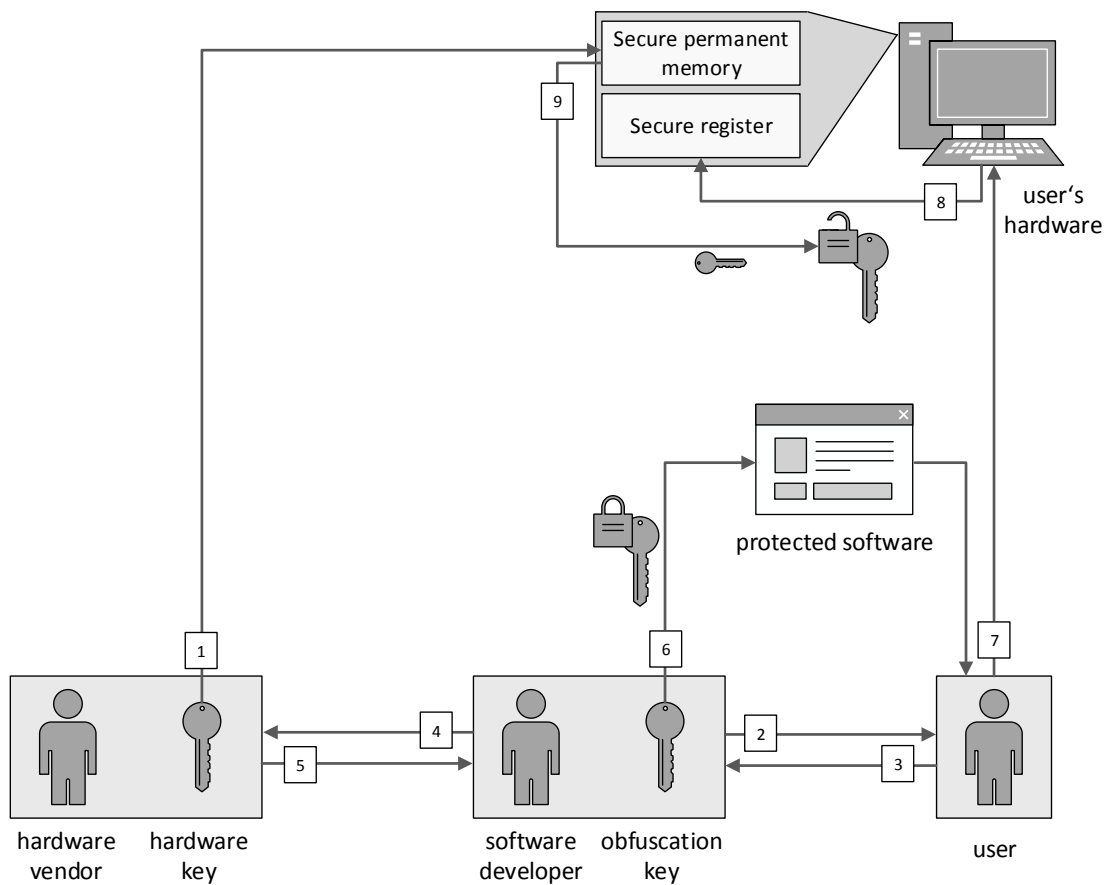 Secure permanent
memory
9
Secure register
8
user‘s
hardware
protected software
1
6
7
4
2
5
3
hardware
vendor
hardware
key
software
developer
obfuscation
key
user